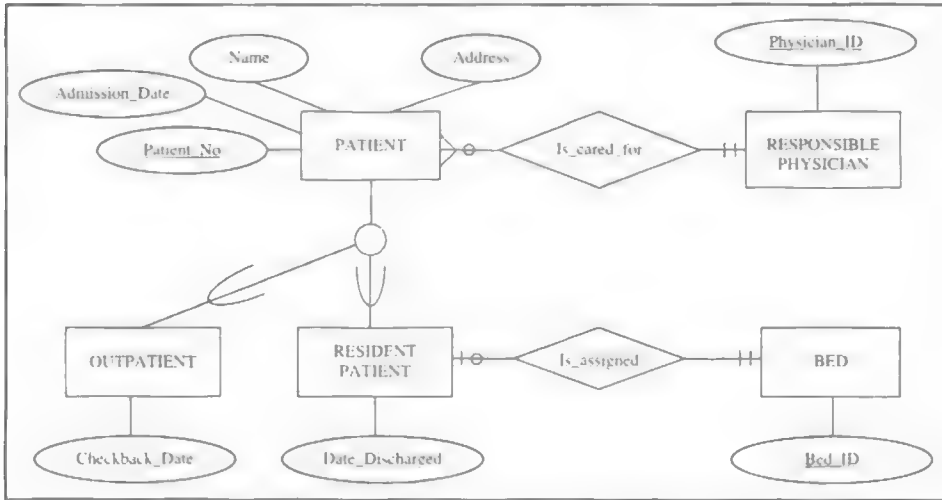 Name
Address
Physician_ID
Admission_Date
Patient_No
PATIENT
Is_cared_for
RESPONSIBLE
PHYSICIAN
OUTPATIENT
RESIDENT
PATIENT
Is_assigned
BED
Checkback_Date
Date_Discharged
Bed_ID